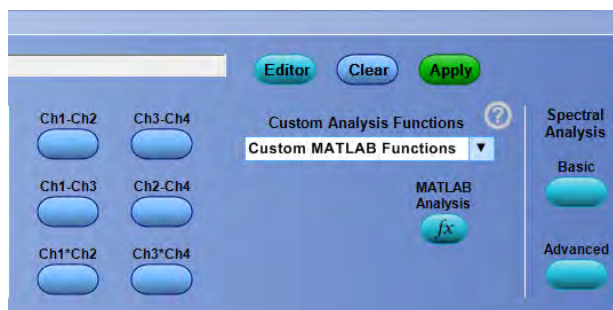 Editor Clear Apply
Ch1-Ch2 Ch3-Ch4 Custom Analysis Functions ? Spectral
Analysis
Custom MATLAB Functions
Basic
Ch1-Ch3 Ch2-Ch4 MATLAB
Analysis
fx
Ch1*Ch2 Ch3*Ch4 Advanced